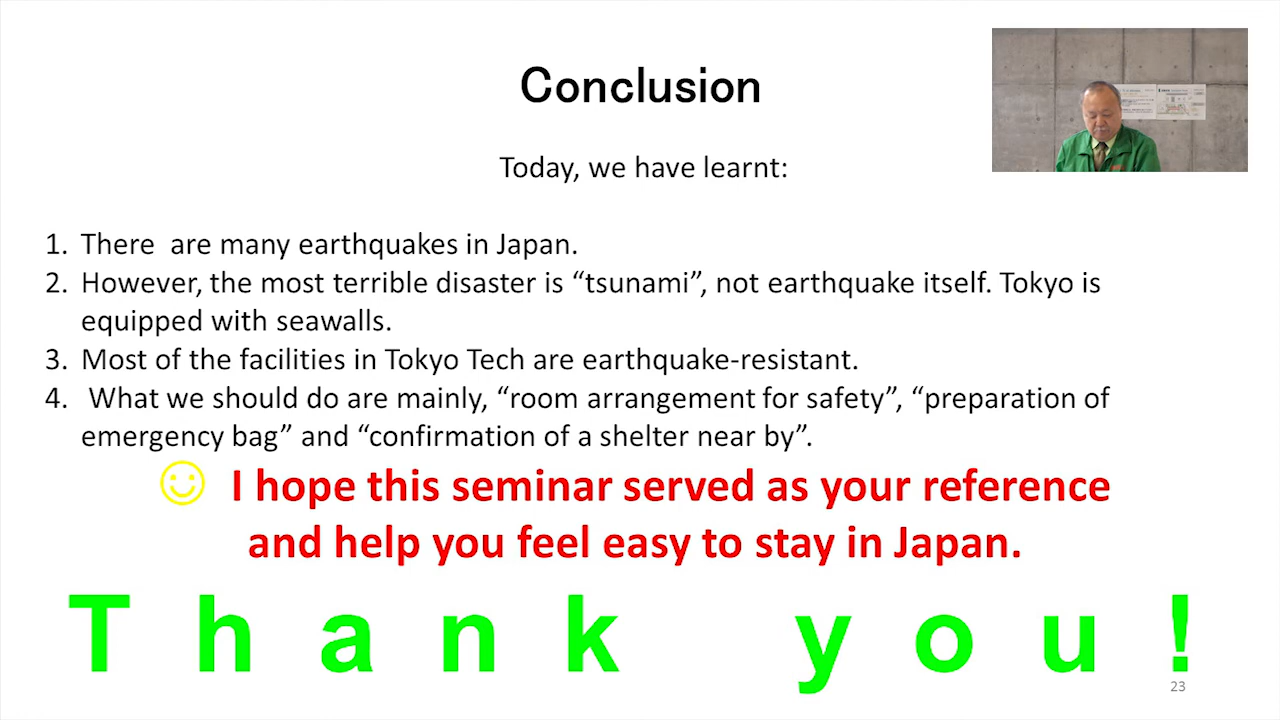 Conclusion
Today, we have learnt:
1. There  are many earthquakes in Japan.
2. However, the most terrible disaster is “tsunami”, not earthquake itself. Tokyo is
equipped with seawalls.
3. Most of the facilities in Tokyo Tech are earthquake-resistant.
4.  What we should do are mainly, “room arrangement for safety”, “preparation of
emergency bag” and “confirmation of a shelter near by”.
I hope this seminar served as your reference
and help you feel easy to stay in Japan.
T h a n k  y o u !
23